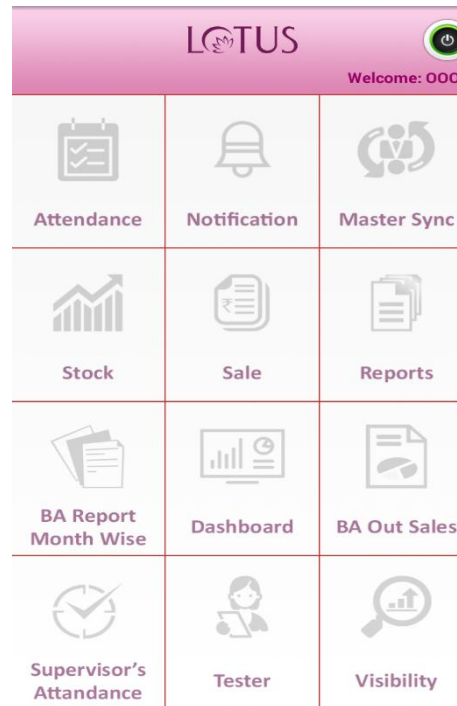 LOTUS
Welcome: OOO
Attendance
Notification
Master Sync
₹
Stock
Sale
Reports
BA Report
Month Wise
Dashboard
BA Out Sales
Supervisor's
Attandance
Tester
Visibility